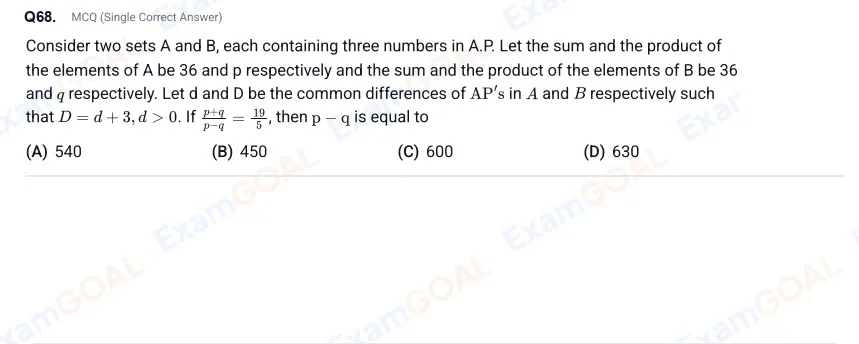 Q68. MCQ (Single Correct Answer)
Consider two sets A and B, each containing three numbers in A.P. Let the sum and the product of
the elements of A be 36 and p respectively and the sum and the product of the elements of B be 36
and q respectively. Let d and D be the common differences of AP's in A and B respectively such
that D = d + 3, d > 0. If \frac{p+q}{p-q} = \frac{19}{5}, then p − q is equal to
(A) 540 (B) 450 (C) 600 (D) 630
ExamGOAL